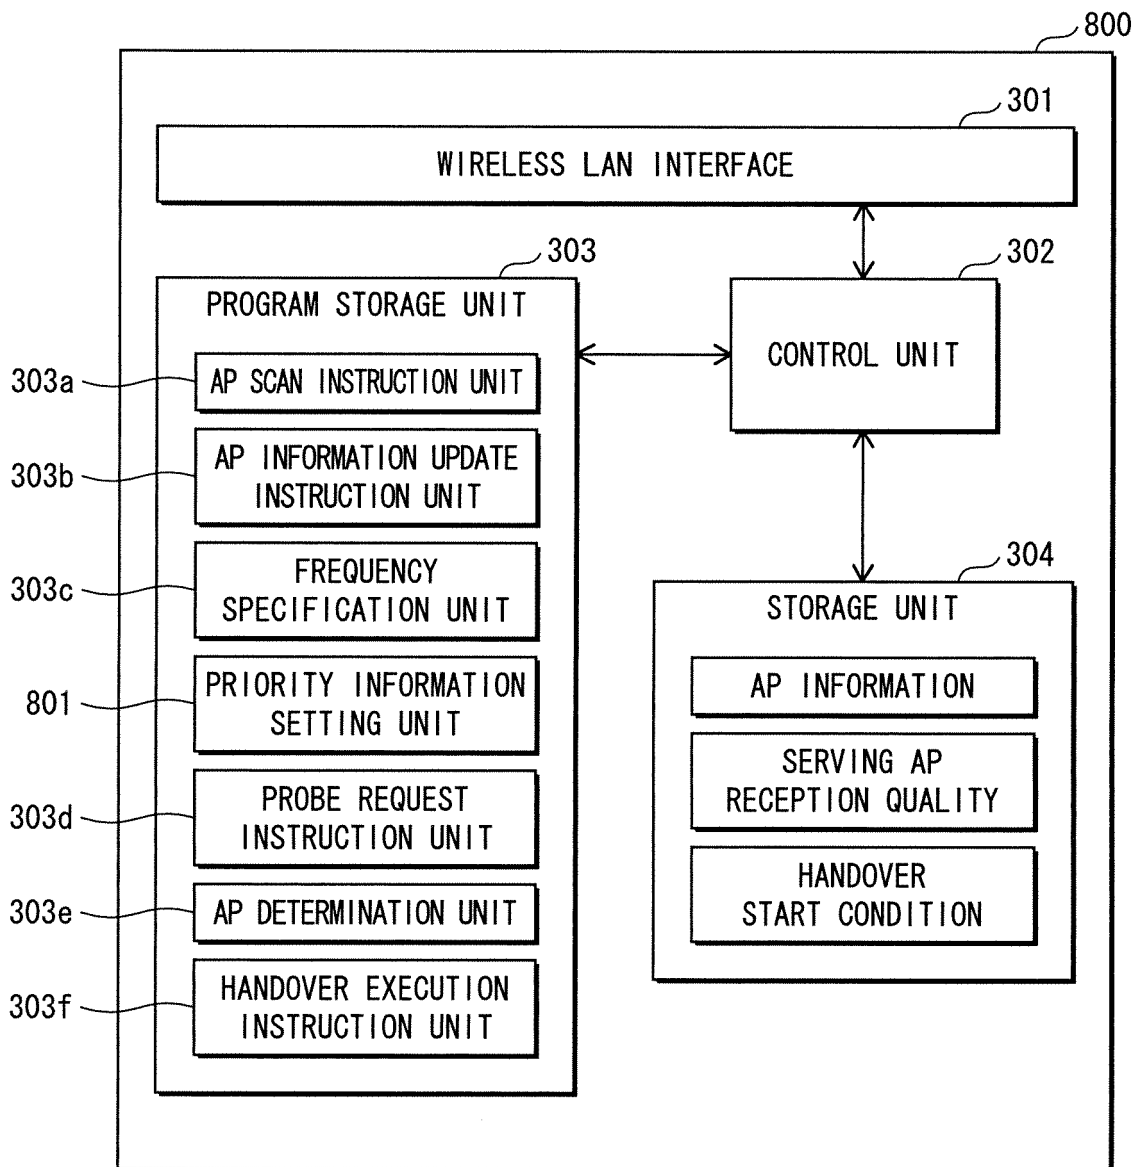 800
301
WIRELESS LAN INTERFACE
303
PROGRAM STORAGE UNIT
302
CONTROL UNIT
303a
AP SCAN INSTRUCTION UNIT
303b
AP INFORMATION UPDATE
INSTRUCTION UNIT
303c
FREQUENCY
SPECIFICATION UNIT
801
PRIORITY INFORMATION
SETTING UNIT
303d
PROBE REQUEST
INSTRUCTION UNIT
303e
AP DETERMINATION UNIT
303f
HANDOVER EXECUTION
INSTRUCTION UNIT
304
STORAGE UNIT
AP INFORMATION
SERVING AP
RECEPTION QUALITY
HANDOVER
START CONDITION